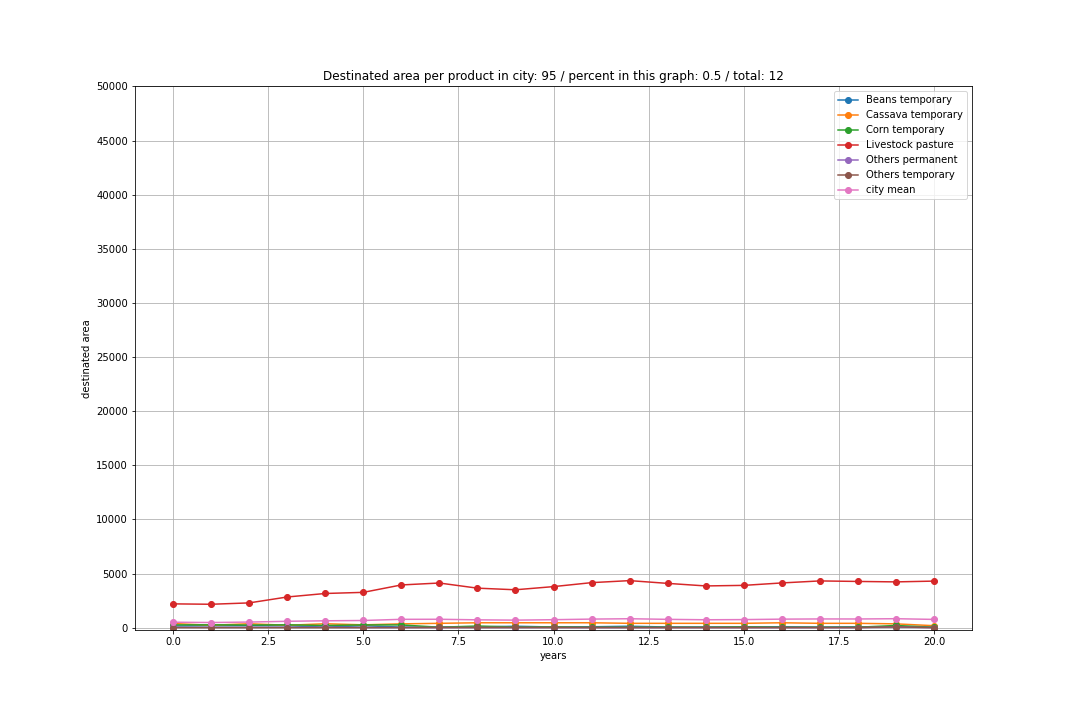 Destinated area per product in city: 95 / percent in this graph: 0.5 / total: 12
50000
45000
40000
35000
30000
25000
20000
15000
10000
5000
0
destinated area
Beans temporary
Cassava temporary
Corn temporary
Livestock pasture
Others permanent
Others temporary
city mean
0.0 2.5 5.0 7.5 10.0 12.5 15.0 17.5 20.0
years